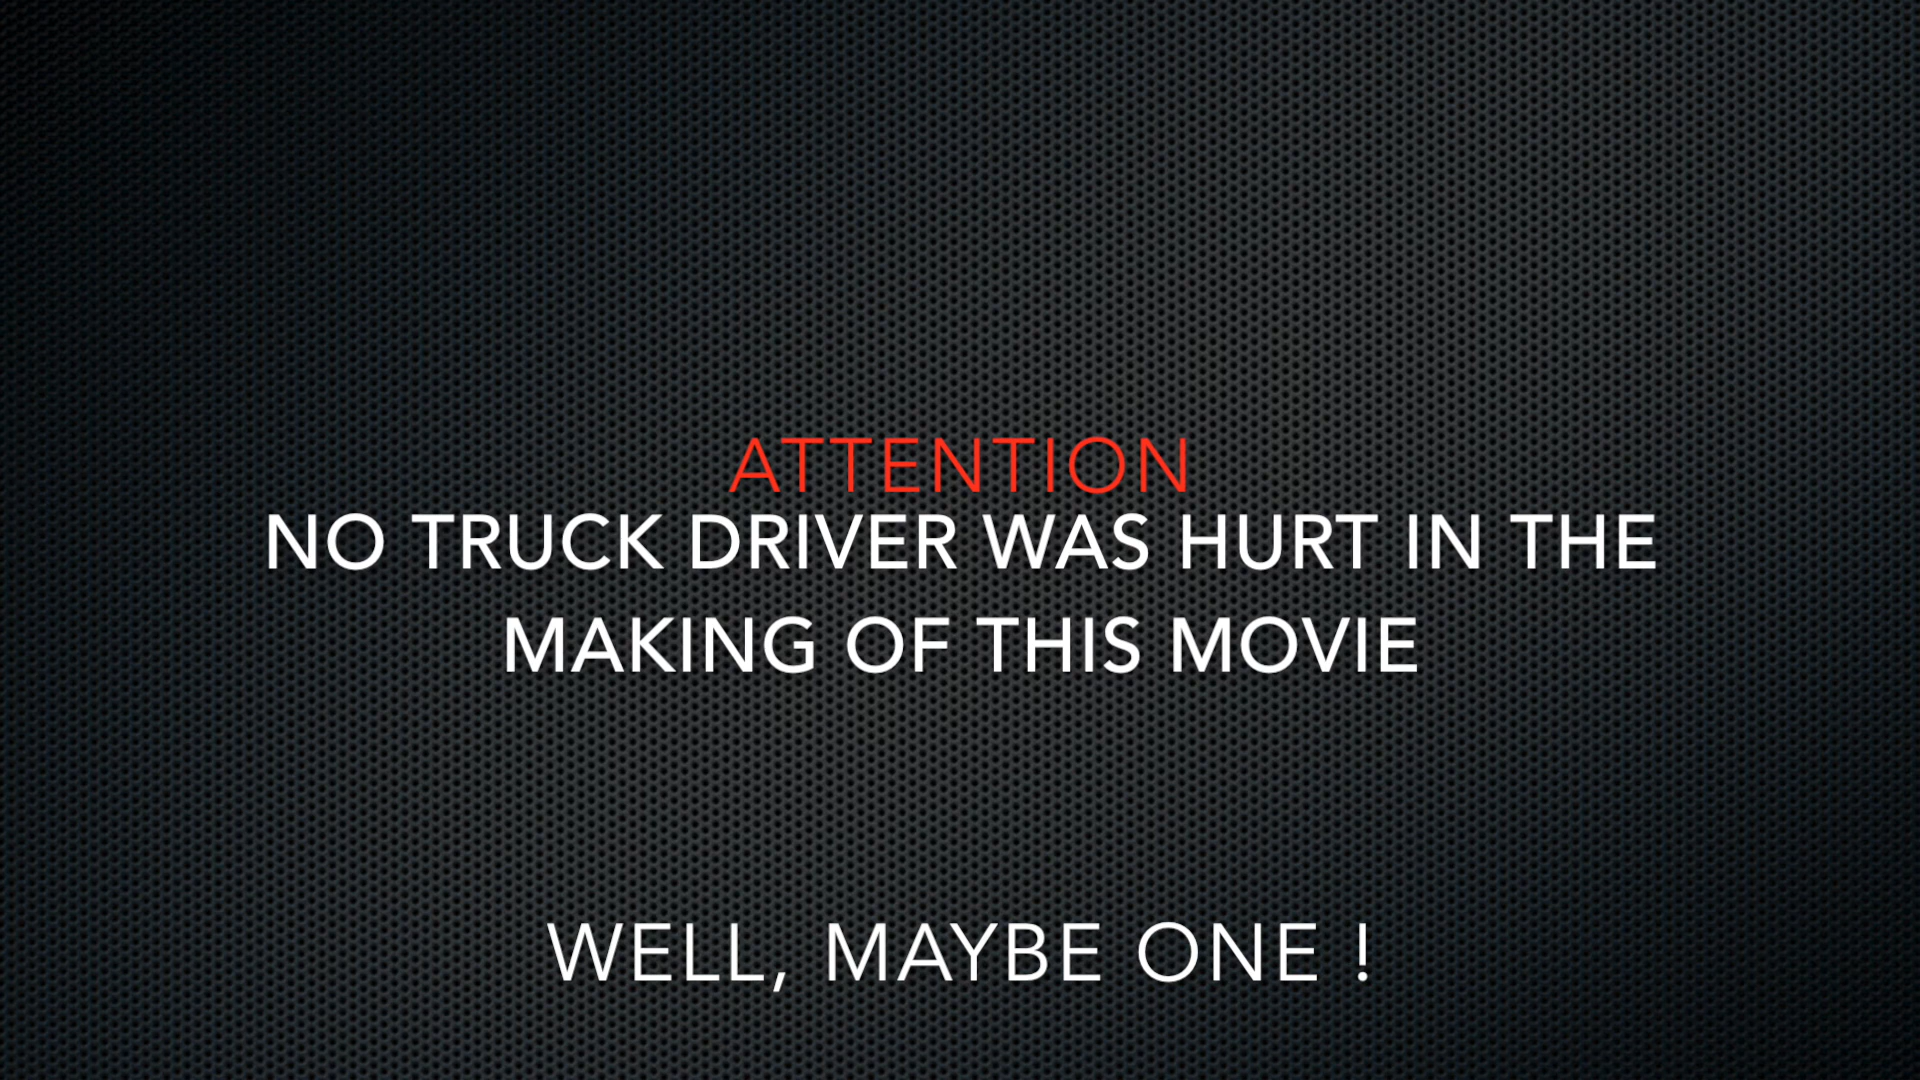 ATTENTION
NO TRUCK DRIVER WAS HURT IN THE
MAKING OF THIS MOVIE
WELL, MAYBE ONE !